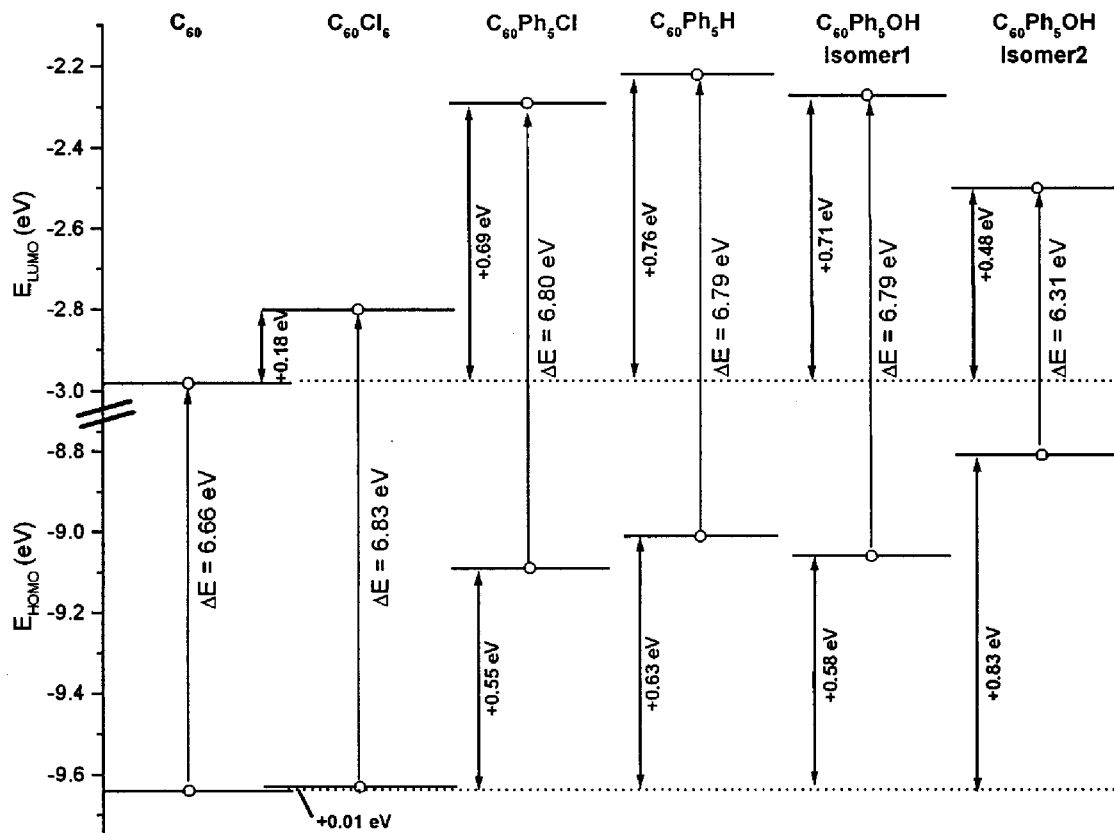 C₆₀ C₆₀Cl₆ C₆₀Ph₅Cl C₆₀Ph₅H C₆₀Ph₅OH C₆₀Ph₅OH
Isomer1 Isomer2
E_LUMO (eV)
-2.2
-2.4
-2.6
-2.8
-3.0
E_HOMO (eV)
-8.8
-9.0
-9.2
-9.4
-9.6
ΔE = 6.66 eV
+0.18 eV
ΔE = 6.83 eV
+0.01 eV
+0.69 eV
ΔE = 6.80 eV
+0.55 eV
+0.76 eV
ΔE = 6.79 eV
+0.63 eV
+0.71 eV
ΔE = 6.79 eV
+0.58 eV
+0.48 eV
ΔE = 6.31 eV
+0.83 eV